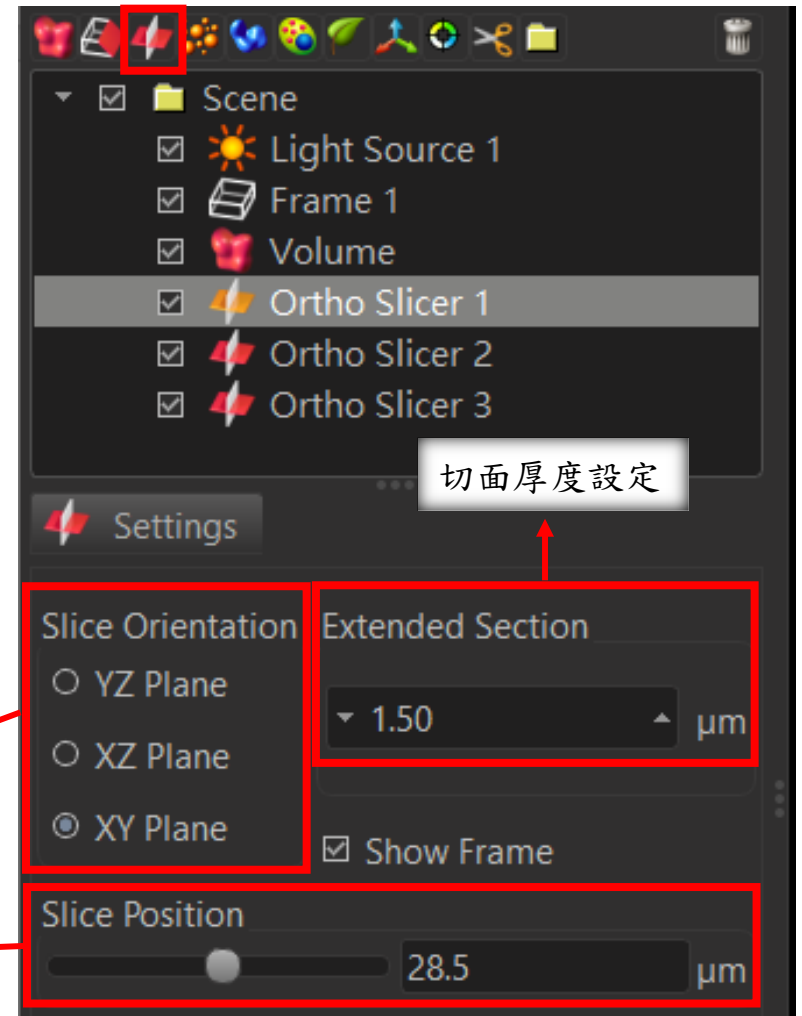 Scene
Light Source 1
Frame 1
Volume
Ortho Slicer 1
Ortho Slicer 2
Ortho Slicer 3
切面厚度設定
Settings
Slice Orientation
Extended Section
YZ Plane
1.50 μm
XZ Plane
XY Plane
Show Frame
Slice Position
28.5 μm